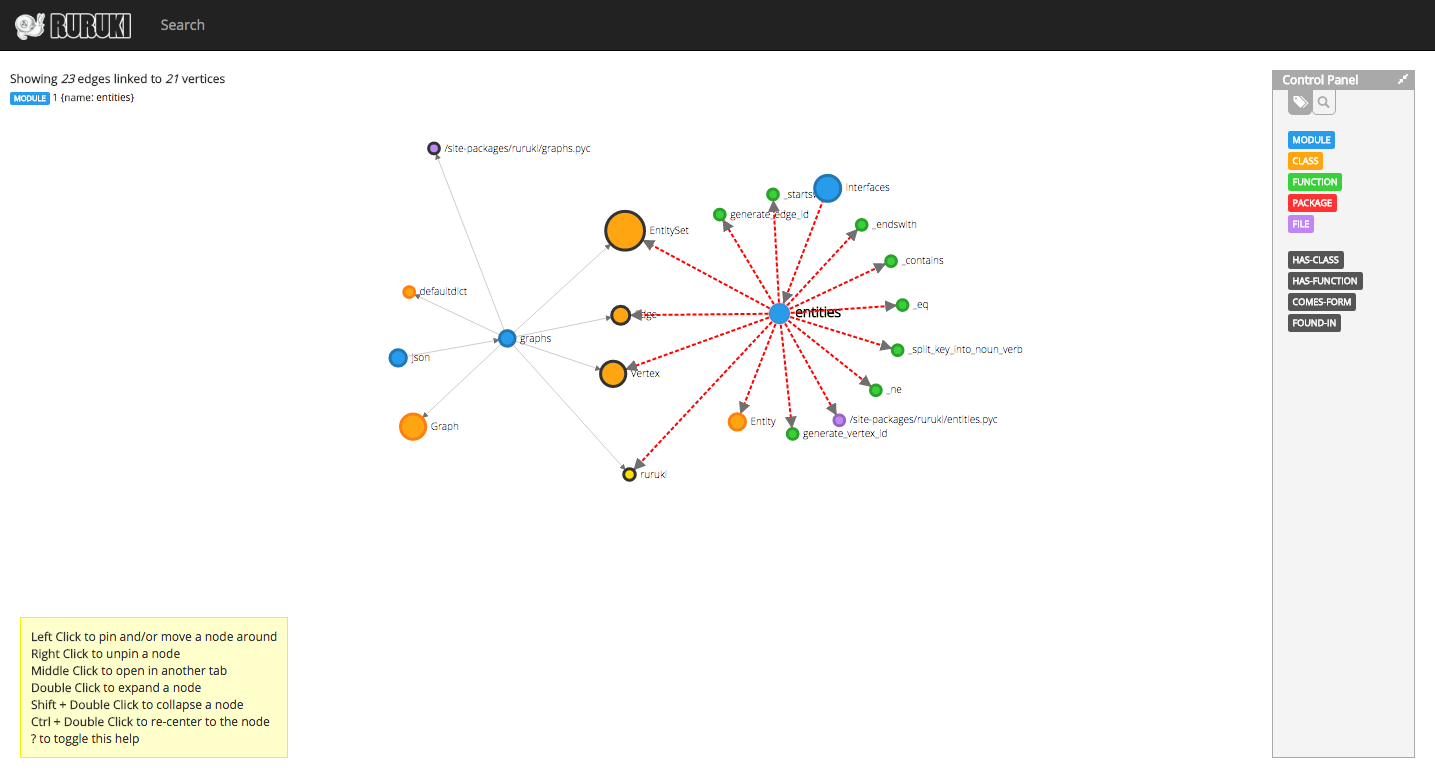 RURUKI
Search
Showing 23 edges linked to 21 vertices
MODULE 1 {name: entities}
/site-packages/ruruki/graphs.pyc
EntitySet
_defaultdict
graphs
json
Graph
Vertex
ruruki
generate_edge_id
interfaces
_endswith
_contains
_eq
entities
_split_key_into_noun_verb
_ne
/site-packages/ruruki/entities.pyc
Entity
generate_vertex_id
Control Panel
MODULE
CLASS
FUNCTION
PACKAGE
FILE
HAS-CLASS
HAS-FUNCTION
COMES-FORM
FOUND-IN
Left Click to pin and/or move a node around
Right Click to unpin a node
Middle Click to open in another tab
Double Click to expand a node
Shift + Double Click to collapse a node
Ctrl + Double Click to re-center to the node
? to toggle this help